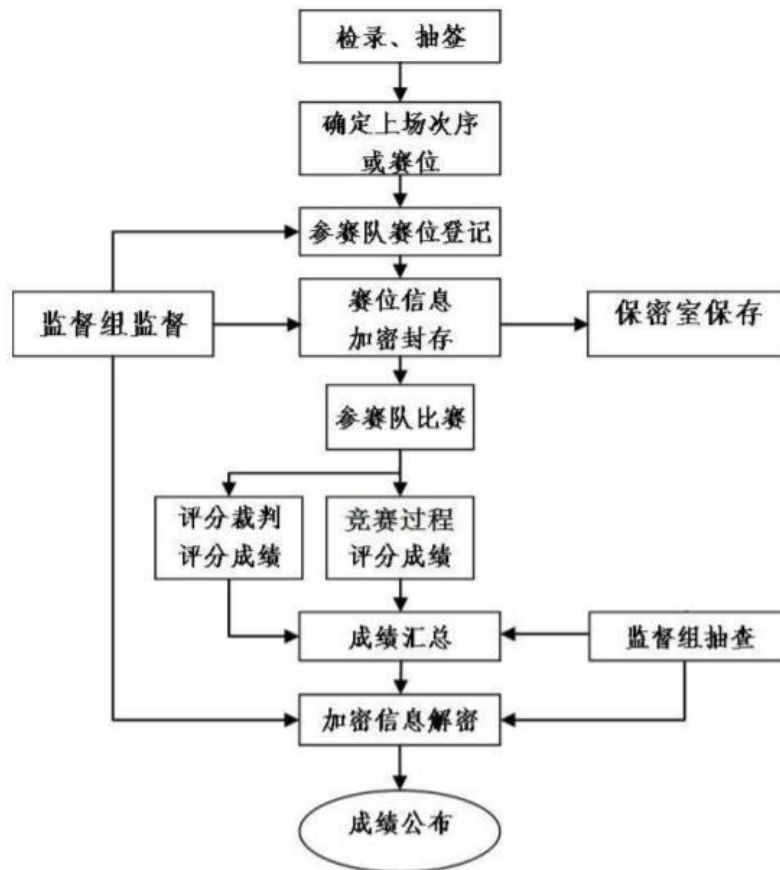 检录、抽签
确定上场次序
或赛位
参赛队赛位登记
监督组监督
赛位信息
加密封存
保密室保存
参赛队比赛
评分裁判
评分成绩
竞赛过程
评分成绩
成绩汇总
监督组抽查
加密信息解密
成绩公布